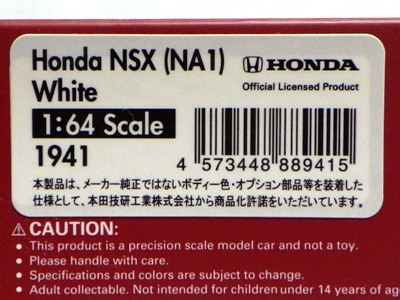 Honda NSX (NA1)
White
HONDA
Official Licensed Product
1:64 Scale
1941
4 573448 889415
本製品は、メーカー純正ではないボディー色・オプション部品等を装着した
仕様として、本田技研工業株式会社から商品化許諾をいただいています。
⚠CAUTION:
• This product is a precision scale model car and not a toy.
• Please handle with care.
• Specifications and colors are subject to change.
• Adult collectable. Not intended for children under 14 years of age